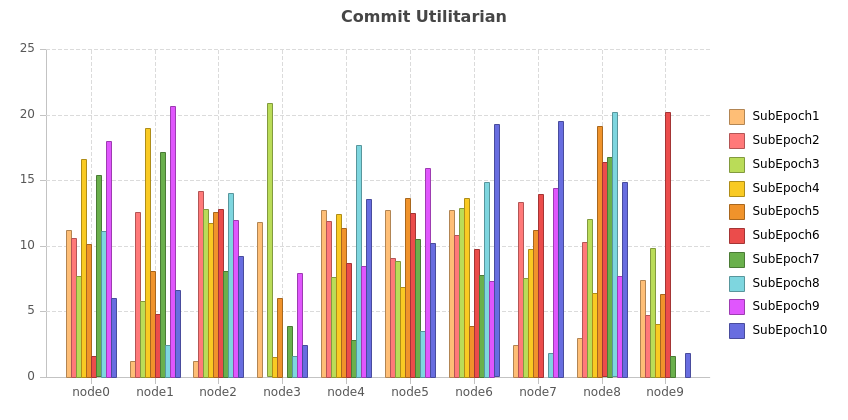 Commit Utilitarian
25
20
15
10
5
0
node0 node1 node2 node3 node4 node5 node6 node7 node8 node9
SubEpoch1
SubEpoch2
SubEpoch3
SubEpoch4
SubEpoch5
SubEpoch6
SubEpoch7
SubEpoch8
SubEpoch9
SubEpoch10